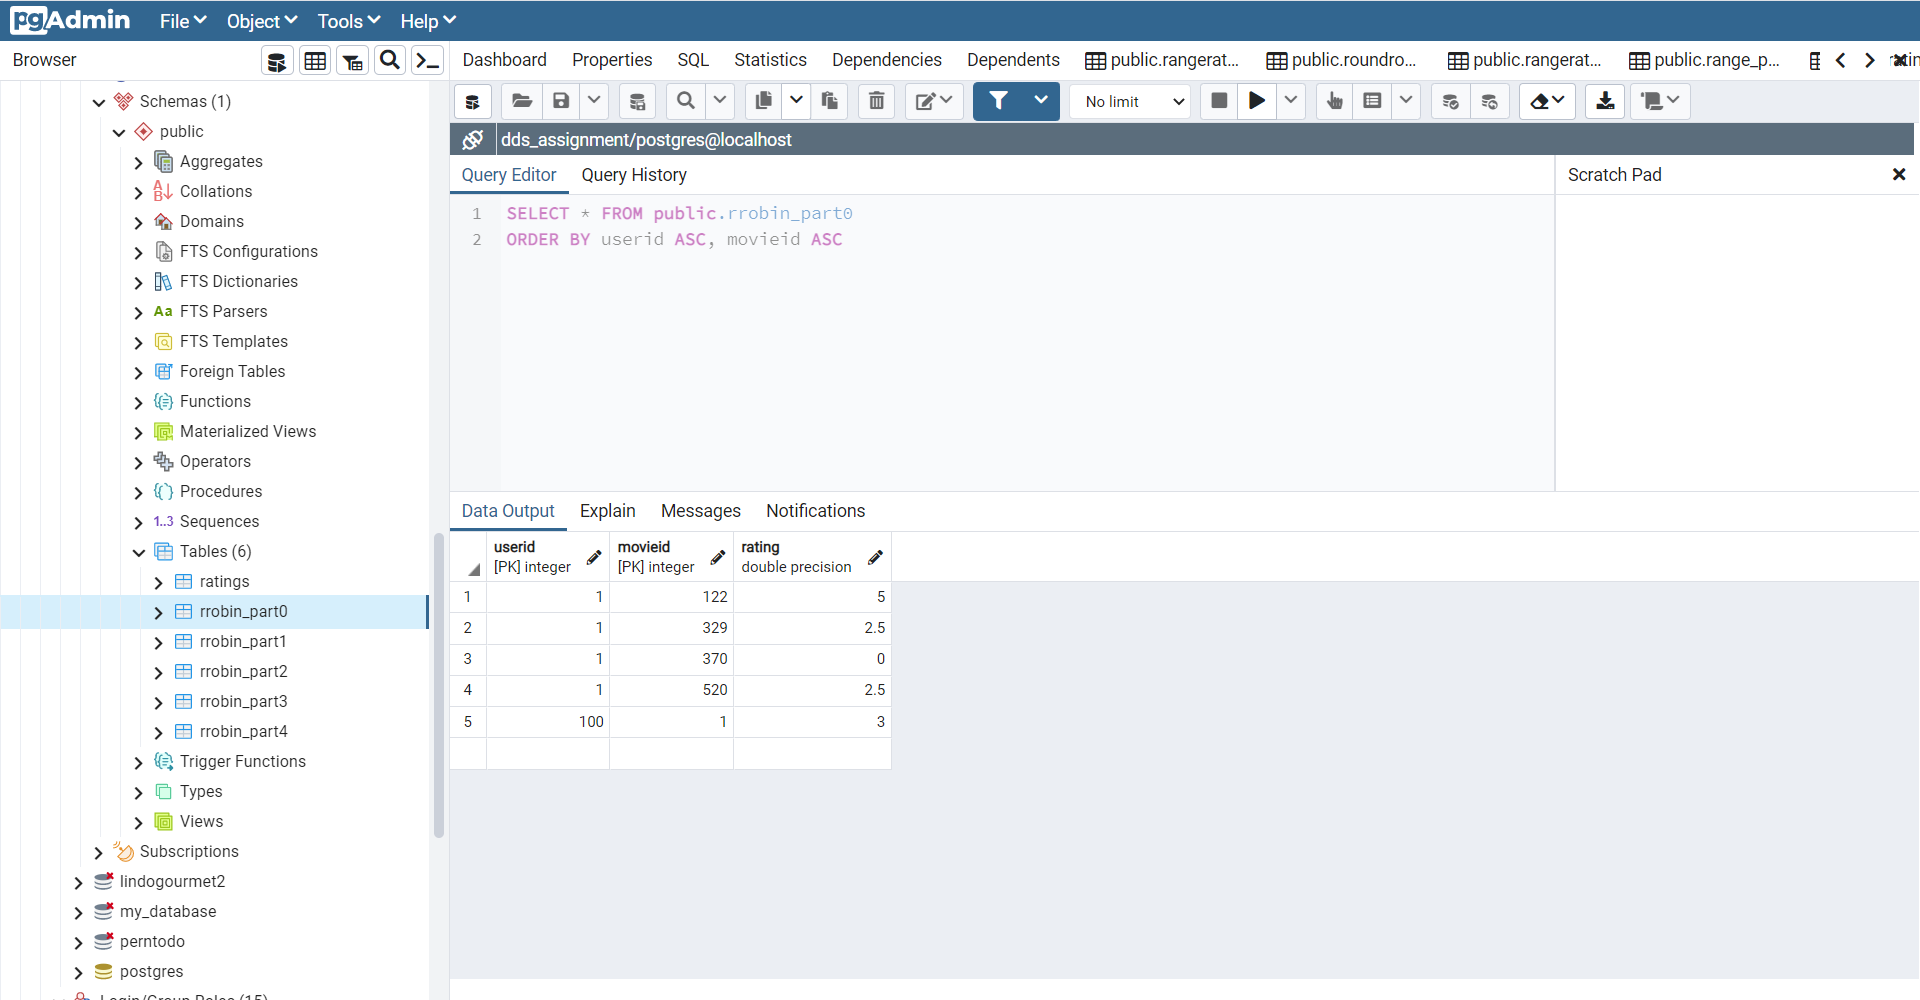 pgAdmin File Object Tools Help
Browser
Dashboard Properties SQL Statistics Dependencies Dependents public.rangerat... public.roundro... public.rangerat... public.range_p...
No limit
dds_assignment/postgres@localhost
Query Editor Query History
Scratch Pad
1 SELECT * FROM public.rrobin_part0
2 ORDER BY userid ASC, movieid ASC
Schemas (1)
public
Aggregates
Collations
Domains
FTS Configurations
FTS Dictionaries
Aa FTS Parsers
FTS Templates
Foreign Tables
Functions
Materialized Views
Operators
Procedures
1..3 Sequences
Tables (6)
ratings
rrobin_part0
rrobin_part1
rrobin_part2
rrobin_part3
rrobin_part4
Trigger Functions
Types
Views
Subscriptions
lindogourmet2
my_database
perntodo
postgres
Login/Group Roles (15)
Data Output Explain Messages Notifications
userid movieid rating
[PK] integer [PK] integer double precision
1 1 122 5
2 1 329 2.5
3 1 370 0
4 1 520 2.5
5 100 1 3